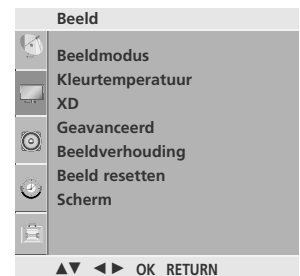 Beeld
Beeldmodus
Kleurtemperatuur
XD
Geavanceerd
Beeldverhouding
Beeld resetten
Scherm
▲▼ ◄► OK RETURN